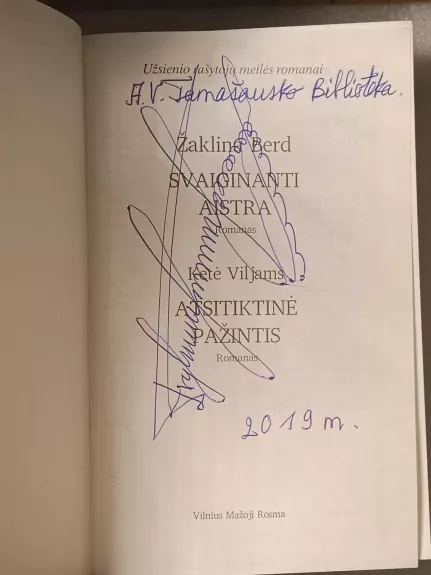 Užsienio rašytojų meilės romanai
A.V. Tamašausko Biblioteka.
Žaklina Berd
SVAIGINANTI
AISTRA
Romanas
Ketė Viljams
ATSITIKTINĖ
PAŽINTIS
Romanas
2019 m.
Vilnius Mažoji Rosma